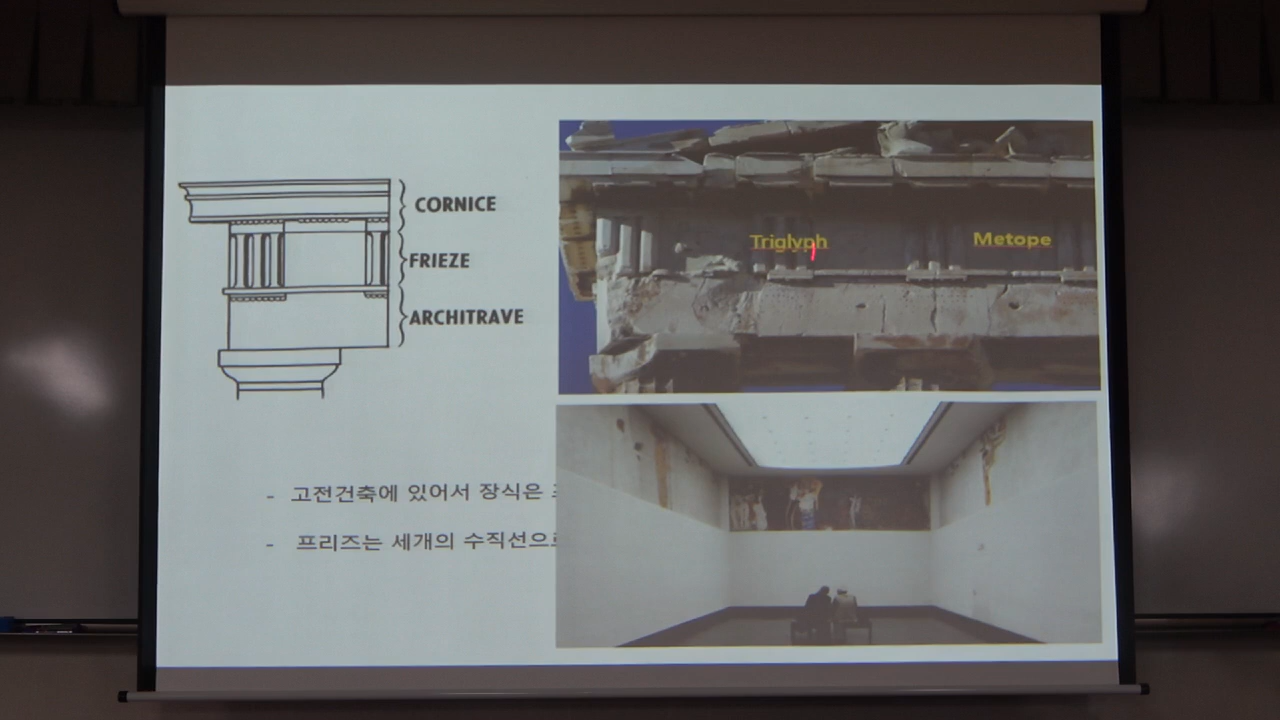 CORNICE
FRIEZE
ARCHITRAVE
Triglyph
Metope
- 고전건축에 있어서 장식은
- 프리즈는 세개의 수직선으